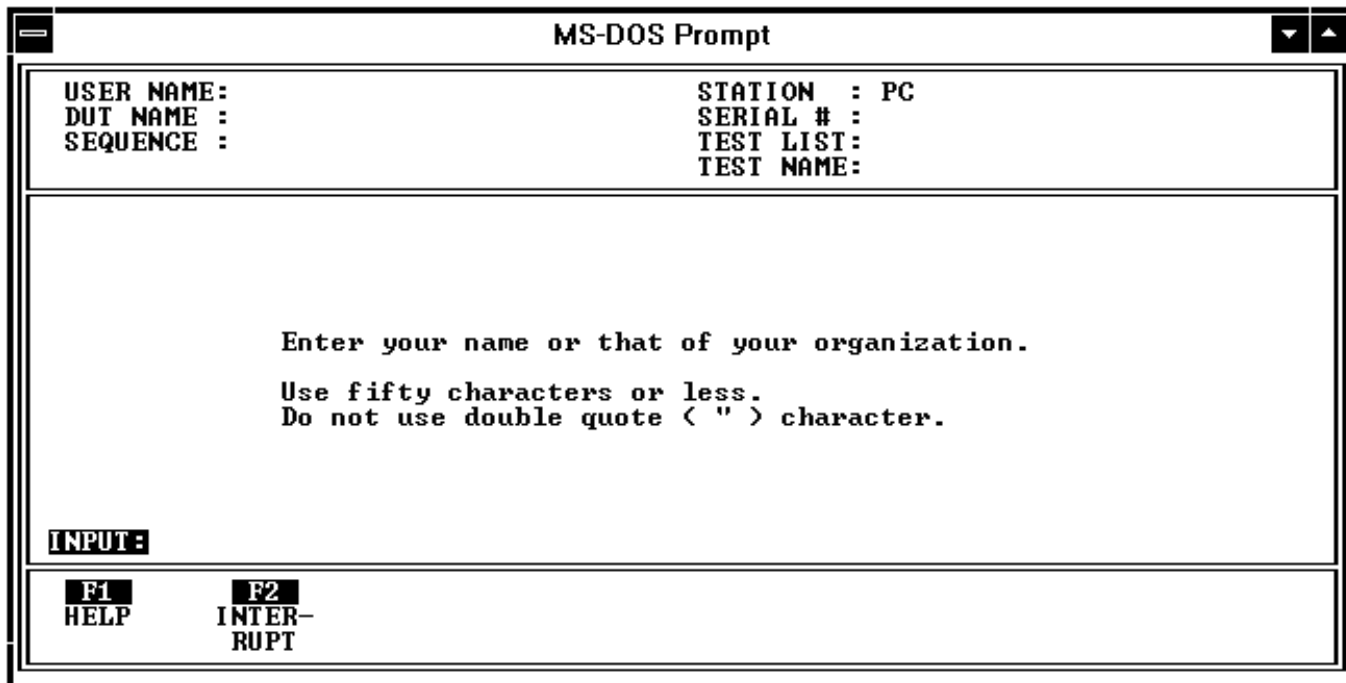 MS-DOS Prompt
USER NAME:
DUT NAME :
SEQUENCE :
STATION : PC
SERIAL # :
TEST LIST:
TEST NAME:
Enter your name or that of your organization.
Use fifty characters or less.
Do not use double quote ( " ) character.
INPUT:
F1
HELP
F2
INTER-
RUPT